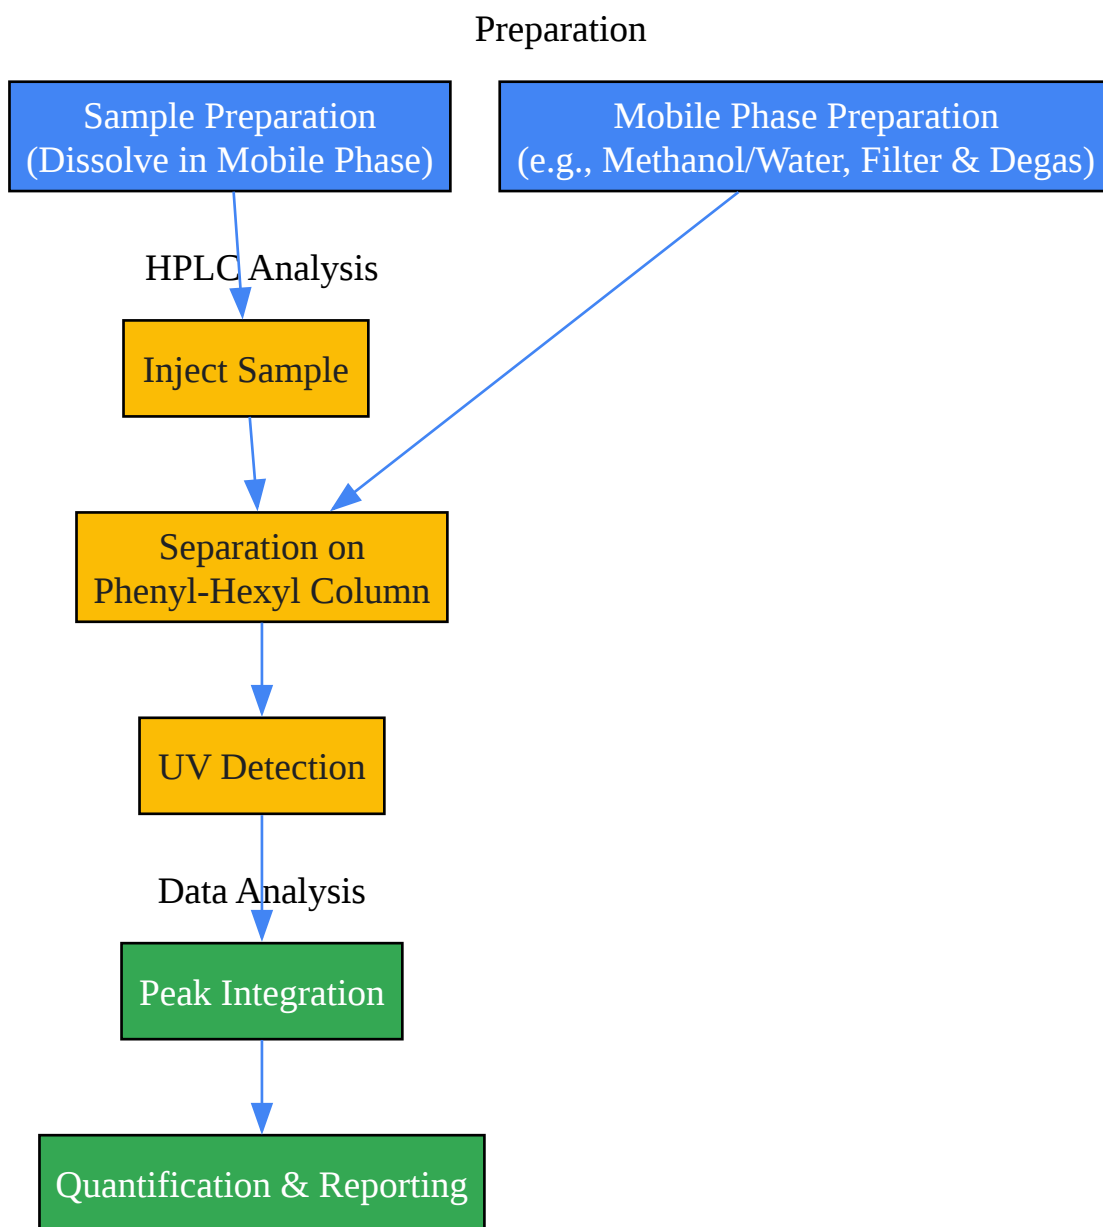 Preparation
Sample Preparation
(Dissolve in Mobile Phase)
Mobile Phase Preparation
(e.g., Methanol/Water, Filter & Degas)
HPLC Analysis
Inject Sample
Separation on
Phenyl-Hexyl Column
UV Detection
Data Analysis
Peak Integration
Quantification & Reporting